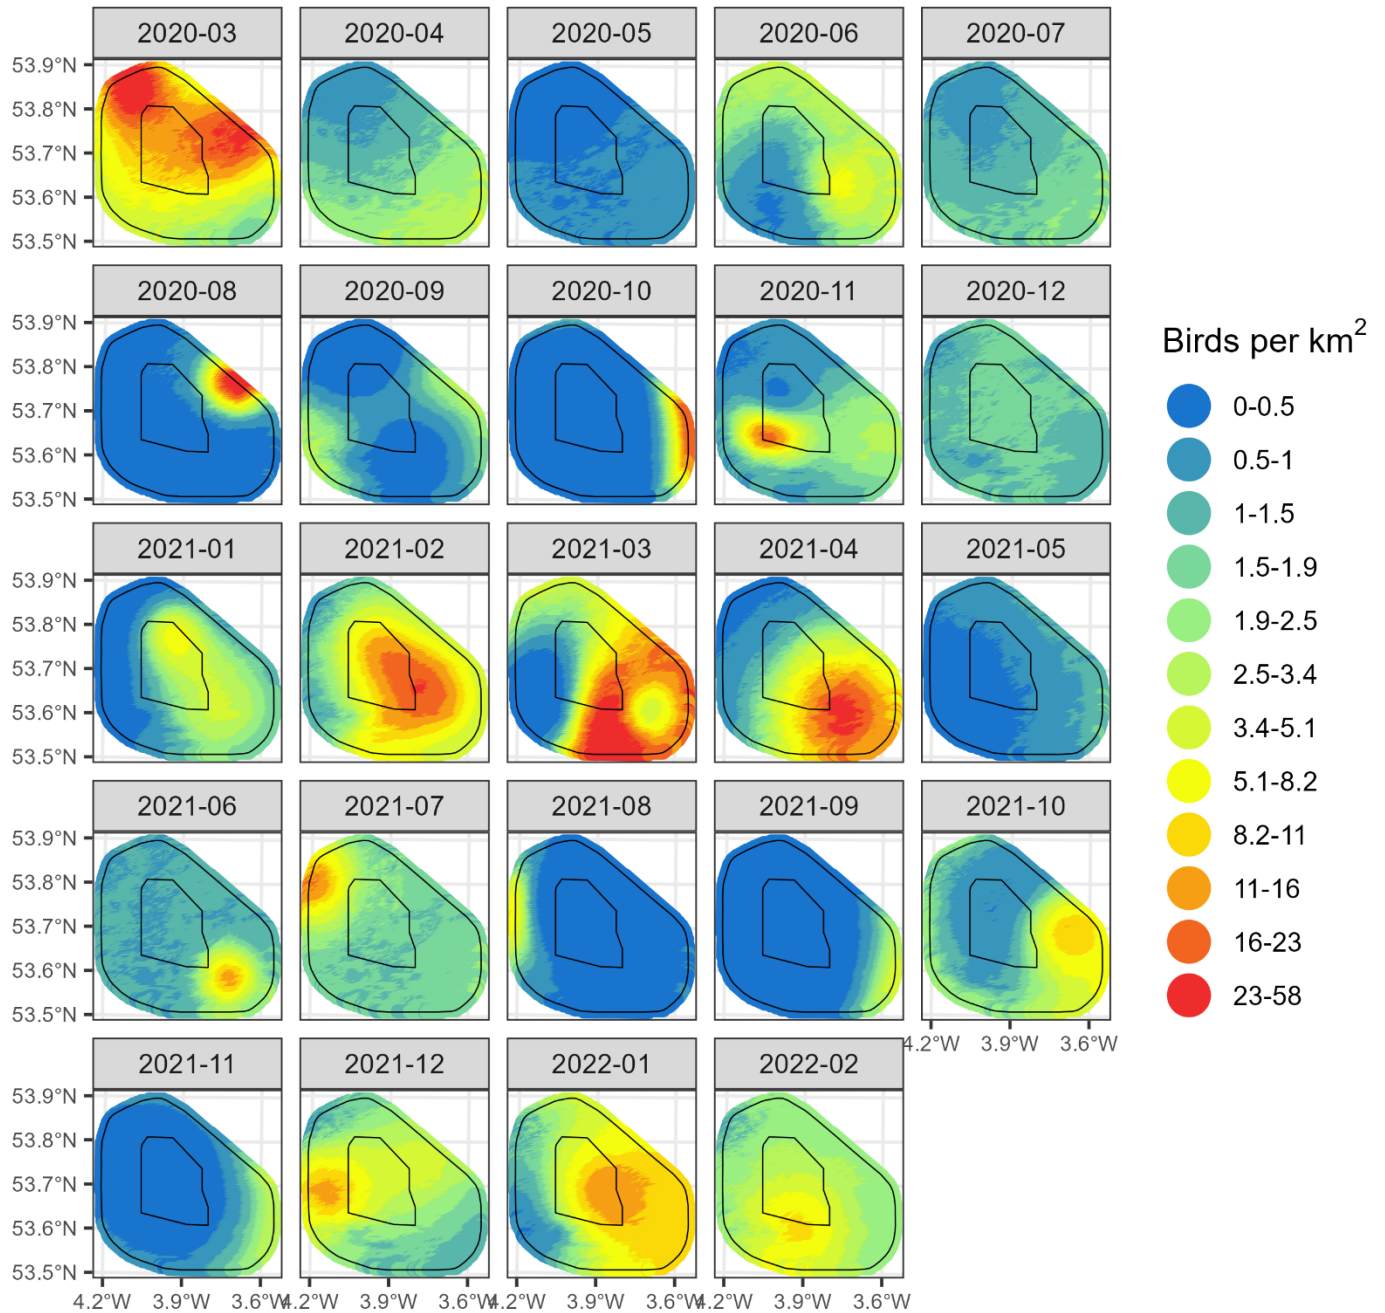 2020-03 2020-04 2020-05 2020-06 2020-07
53.9°N
53.8°N
53.7°N
53.6°N
53.5°N
2020-08 2020-09 2020-10 2020-11 2020-12
53.9°N
53.8°N
53.7°N
53.6°N
53.5°N
2021-01 2021-02 2021-03 2021-04 2021-05
53.9°N
53.8°N
53.7°N
53.6°N
53.5°N
2021-06 2021-07 2021-08 2021-09 2021-10
53.9°N
53.8°N
53.7°N
53.6°N
53.5°N
4.2°W 3.9°W 3.6°W
2021-11 2021-12 2022-01 2022-02
53.9°N
53.8°N
53.7°N
53.6°N
53.5°N
4.2°W 3.9°W 3.6°W 4.2°W 3.9°W 3.6°W 4.2°W 3.9°W 3.6°W 4.2°W 3.9°W 3.6°W
Birds per km²
0-0.5
0.5-1
1-1.5
1.5-1.9
1.9-2.5
2.5-3.4
3.4-5.1
5.1-8.2
8.2-11
11-16
16-23
23-58